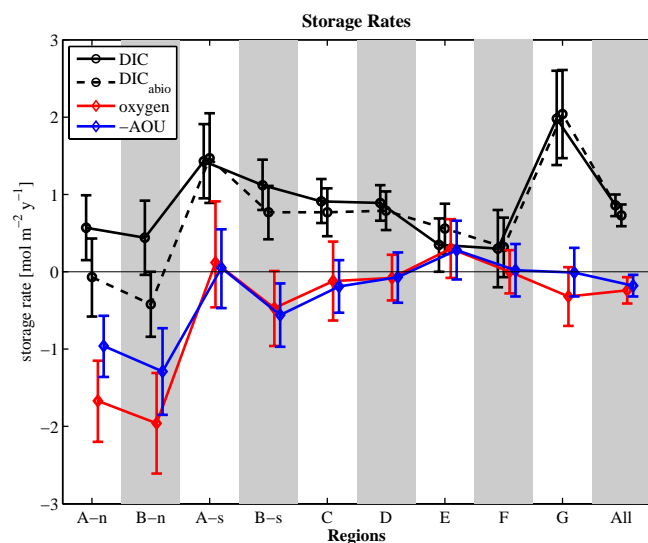 Storage Rates
DIC
DIC_abio
oxygen
−AOU
storage rate [mol m⁻² y⁻¹]
3
2
1
0
−1
−2
−3
A−n B−n A−s B−s C D E F G All
Regions